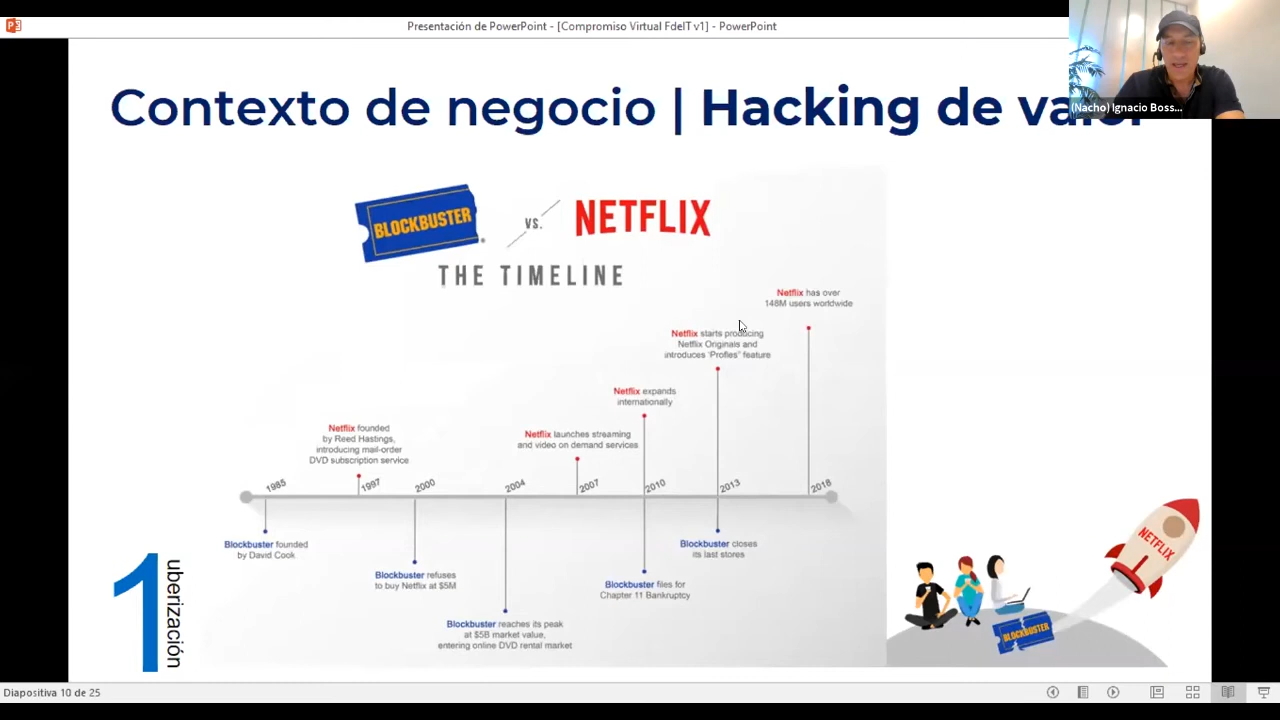 Presentación de PowerPoint - [Compromiso Virtual FdeIT v1] - PowerPoint
(Nacho) Ignacio Boss...
Contexto de negocio | Hacking de valor
BLOCKBUSTER
VS.
NETFLIX
THE TIMELINE
Netflix has over
148M users worldwide
Netflix starts producing
Netflix Originals and
introduces 'Profles" feature
Netflix expands
internationally
Netflix launches streaming
and video on demand services
Netflix founded
by Reed Hastings,
introducing mail-order
DVD subscription service
1985
1997
2000
2004
2007
2010
2013
2018
Blockbuster founded
by David Cook
Blockbuster refuses
to buy Netflix at $5M
Blockbuster reaches its peak
at $5B market value,
entering online DVD rental market
Blockbuster files for
Chapter 11 Bankruptcy
Blockbuster closes
its last stores
1
uberización
NETFLIX
BLOCKBUSTER
Diapositiva 10 de 25